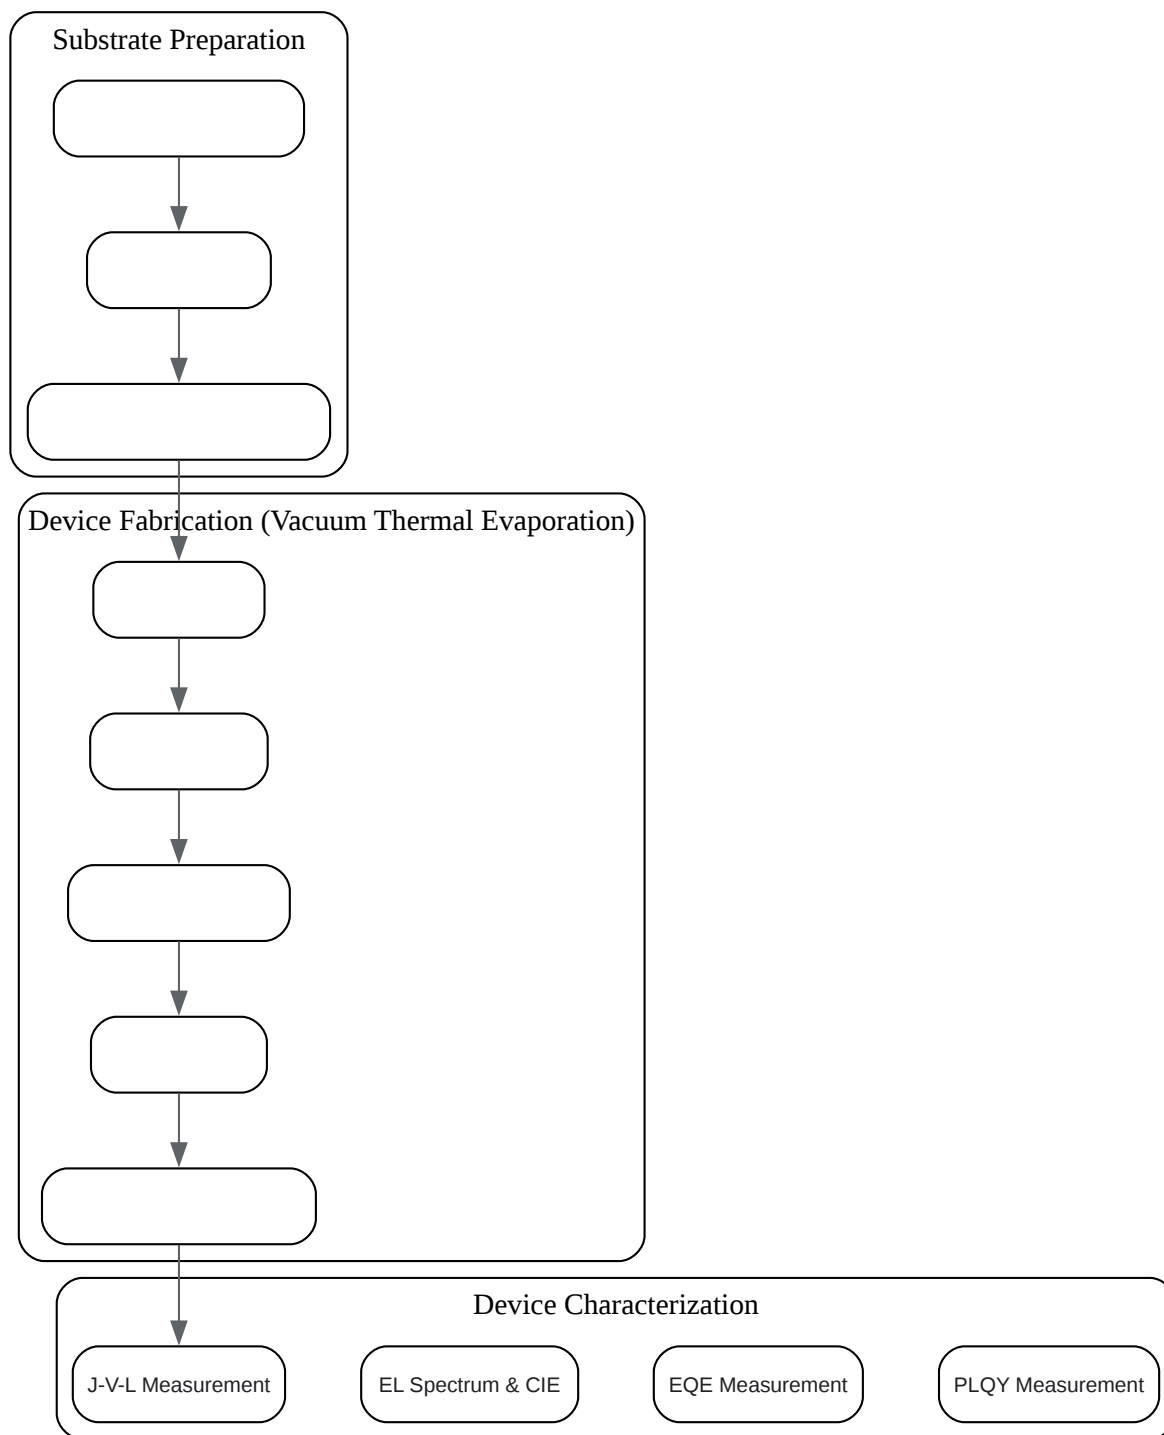 Substrate Preparation
Device Fabrication (Vacuum Thermal Evaporation)
Device Characterization
J-V-L Measurement
EL Spectrum & CIE
EQE Measurement
PLQY Measurement